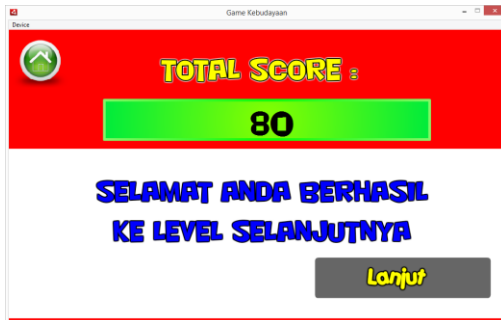 Game Kebudayaan
Device
TOTAL SCORE :
80
SELAMAT ANDA BERHASIL
KE LEVEL SELANJUTNYA
Lanjut